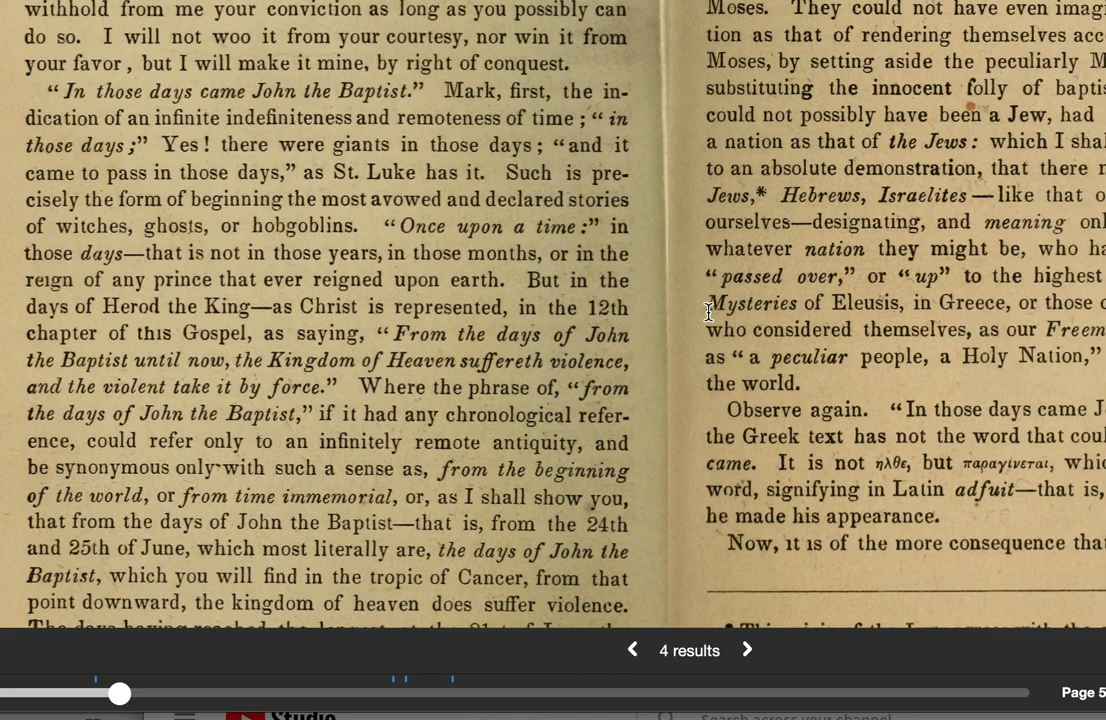 withhold from me your conviction as long as you possibly can
do so. I will not woo it from your courtesy, nor win it from
your favor, but I will make it mine, by right of conquest.
“In those days came John the Baptist.” Mark, first, the in-
dication of an infinite indefiniteness and remoteness of time; “in
those days;” Yes! there were giants in those days; “and it
came to pass in those days,” as St. Luke has it. Such is pre-
cisely the form of beginning the most avowed and declared stories
of witches, ghosts, or hobgoblins. “Once upon a time:” in
those days—that is not in those years, in those months, or in the
reign of any prince that ever reigned upon earth. But in the
days of Herod the King—as Christ is represented, in the 12th
chapter of this Gospel, as saying, “From the days of John
the Baptist until now, the Kingdom of Heaven suffereth violence,
and the violent take it by force.” Where the phrase of, “from
the days of John the Baptist,” if it had any chronological refer-
ence, could refer only to an infinitely remote antiquity, and
be synonymous only with such a sense as, from the beginning
of the world, or from time immemorial, or, as I shall show you,
that from the days of John the Baptist—that is, from the 24th
and 25th of June, which most literally are, the days of John the
Baptist, which you will find in the tropic of Cancer, from that
point downward, the kingdom of heaven does suffer violence.
Moses. They could not have even imagi
tion as that of rendering themselves acc
Moses, by setting aside the peculiarly M
substituting the innocent folly of baptis
could not possibly have been a Jew, had
a nation as that of the Jews: which I shal
to an absolute demonstration, that there
Jews,* Hebrews, Israelites—like that o
ourselves—designating, and meaning onl
whatever nation they might be, who ha
“passed over,” or “up” to the highest
Mysteries of Eleusis, in Greece, or those o
who considered themselves, as our Freem
as “a peculiar people, a Holy Nation,”
the world.
Observe again. “In those days came J
the Greek text has not the word that coul
came. It is not ηλθε, but παραγίνεται, whic
word, signifying in Latin adfuit—that is,
he made his appearance.
Now, it is of the more consequence that
4 results
Page 5
Studio
Search across your channel